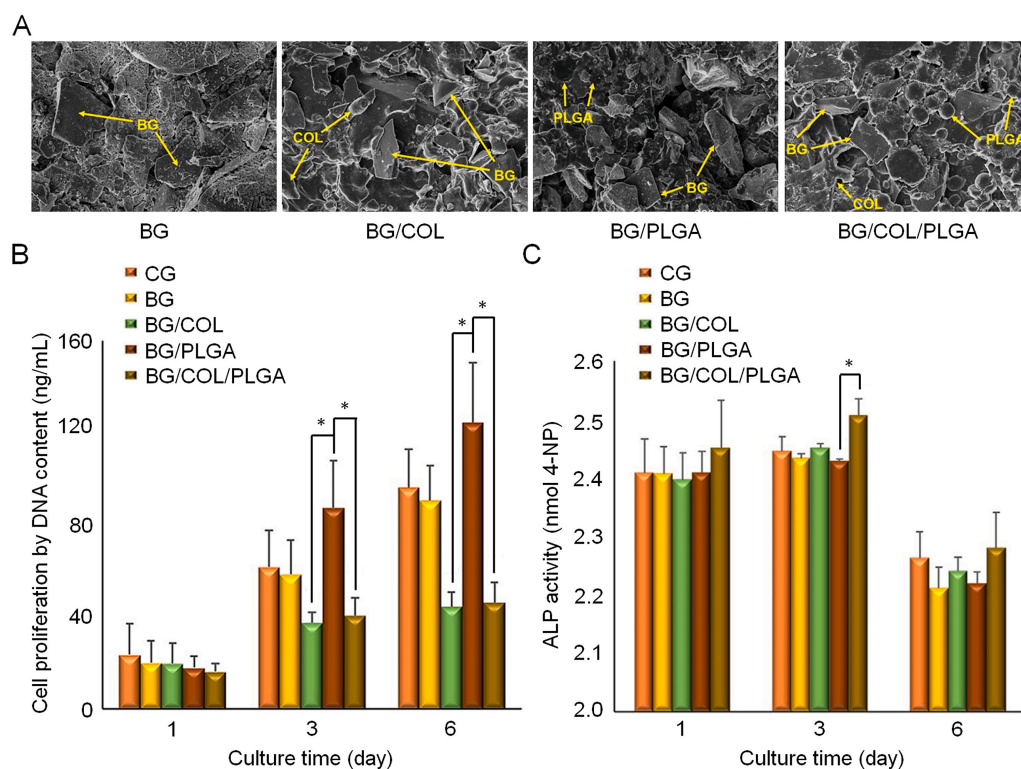 A
BG
COL
BG
PLGA
BG
BG
PLGA
COL
BG
BG/COL
BG/PLGA
BG/COL/PLGA
B
CG
BG
BG/COL
BG/PLGA
BG/COL/PLGA
Cell proliferation by DNA content (ng/mL)
160
120
80
40
0
* *
* *
1 3 6
Culture time (day)
C
CG
BG
BG/COL
BG/PLGA
BG/COL/PLGA
ALP activity (nmol 4-NP)
2.6
2.5
2.4
2.3
2.2
2.1
2.0
*
1 3 6
Culture time (day)